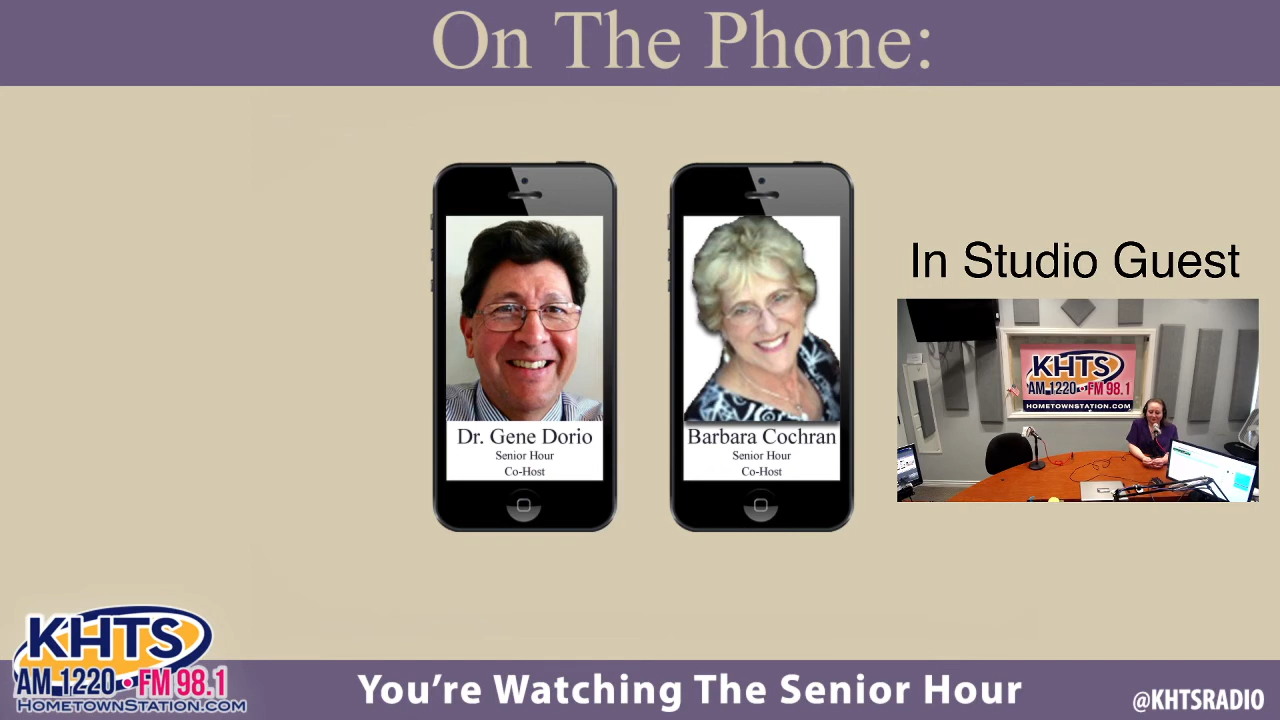 On The Phone:
Dr. Gene Dorio
Senior Hour
Co-Host
Barbara Cochran
Senior Hour
Co-Host
In Studio Guest
KHTS
AM 1220 • FM 98.1
HOMETOWNSTATION.COM
KHTS
AM 1220 • FM 98.1
HOMETOWNSTATION.COM
You're Watching The Senior Hour
@KHTSRADIO